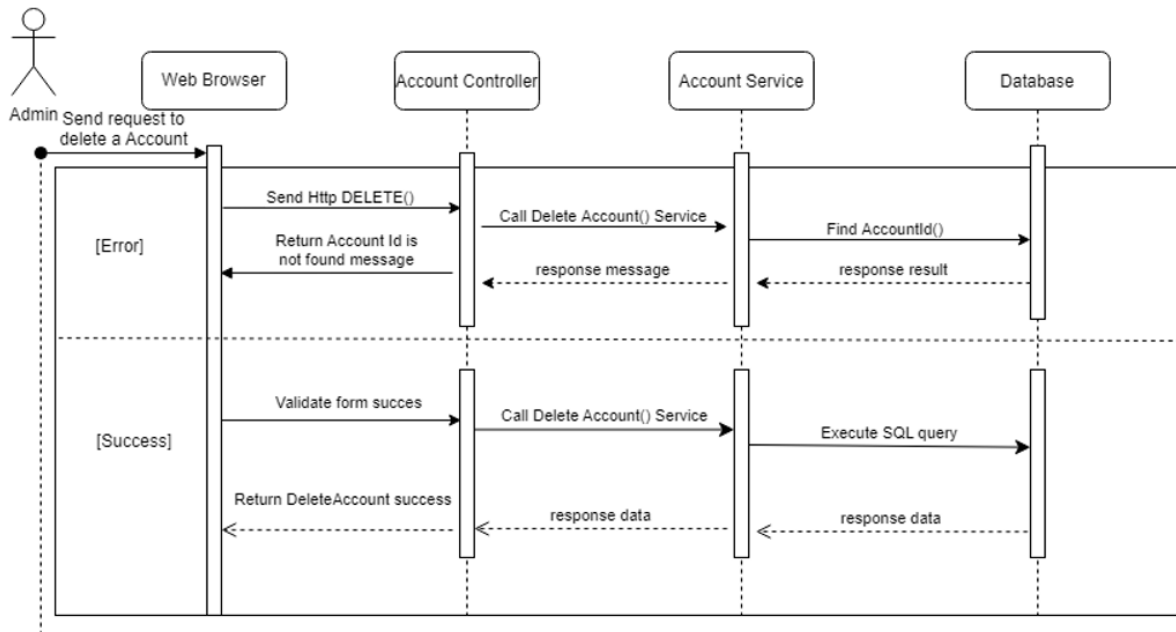 Web Browser
Account Controller
Account Service
Database
Admin
Send request to
delete a Account
Send Http DELETE()
Call Delete Account() Service
Find AccountId()
[Error]
Return Account Id is
not found message
response message
response result
Validate form succes
Call Delete Account() Service
Execute SQL query
[Success]
Return DeleteAccount success
response data
response data